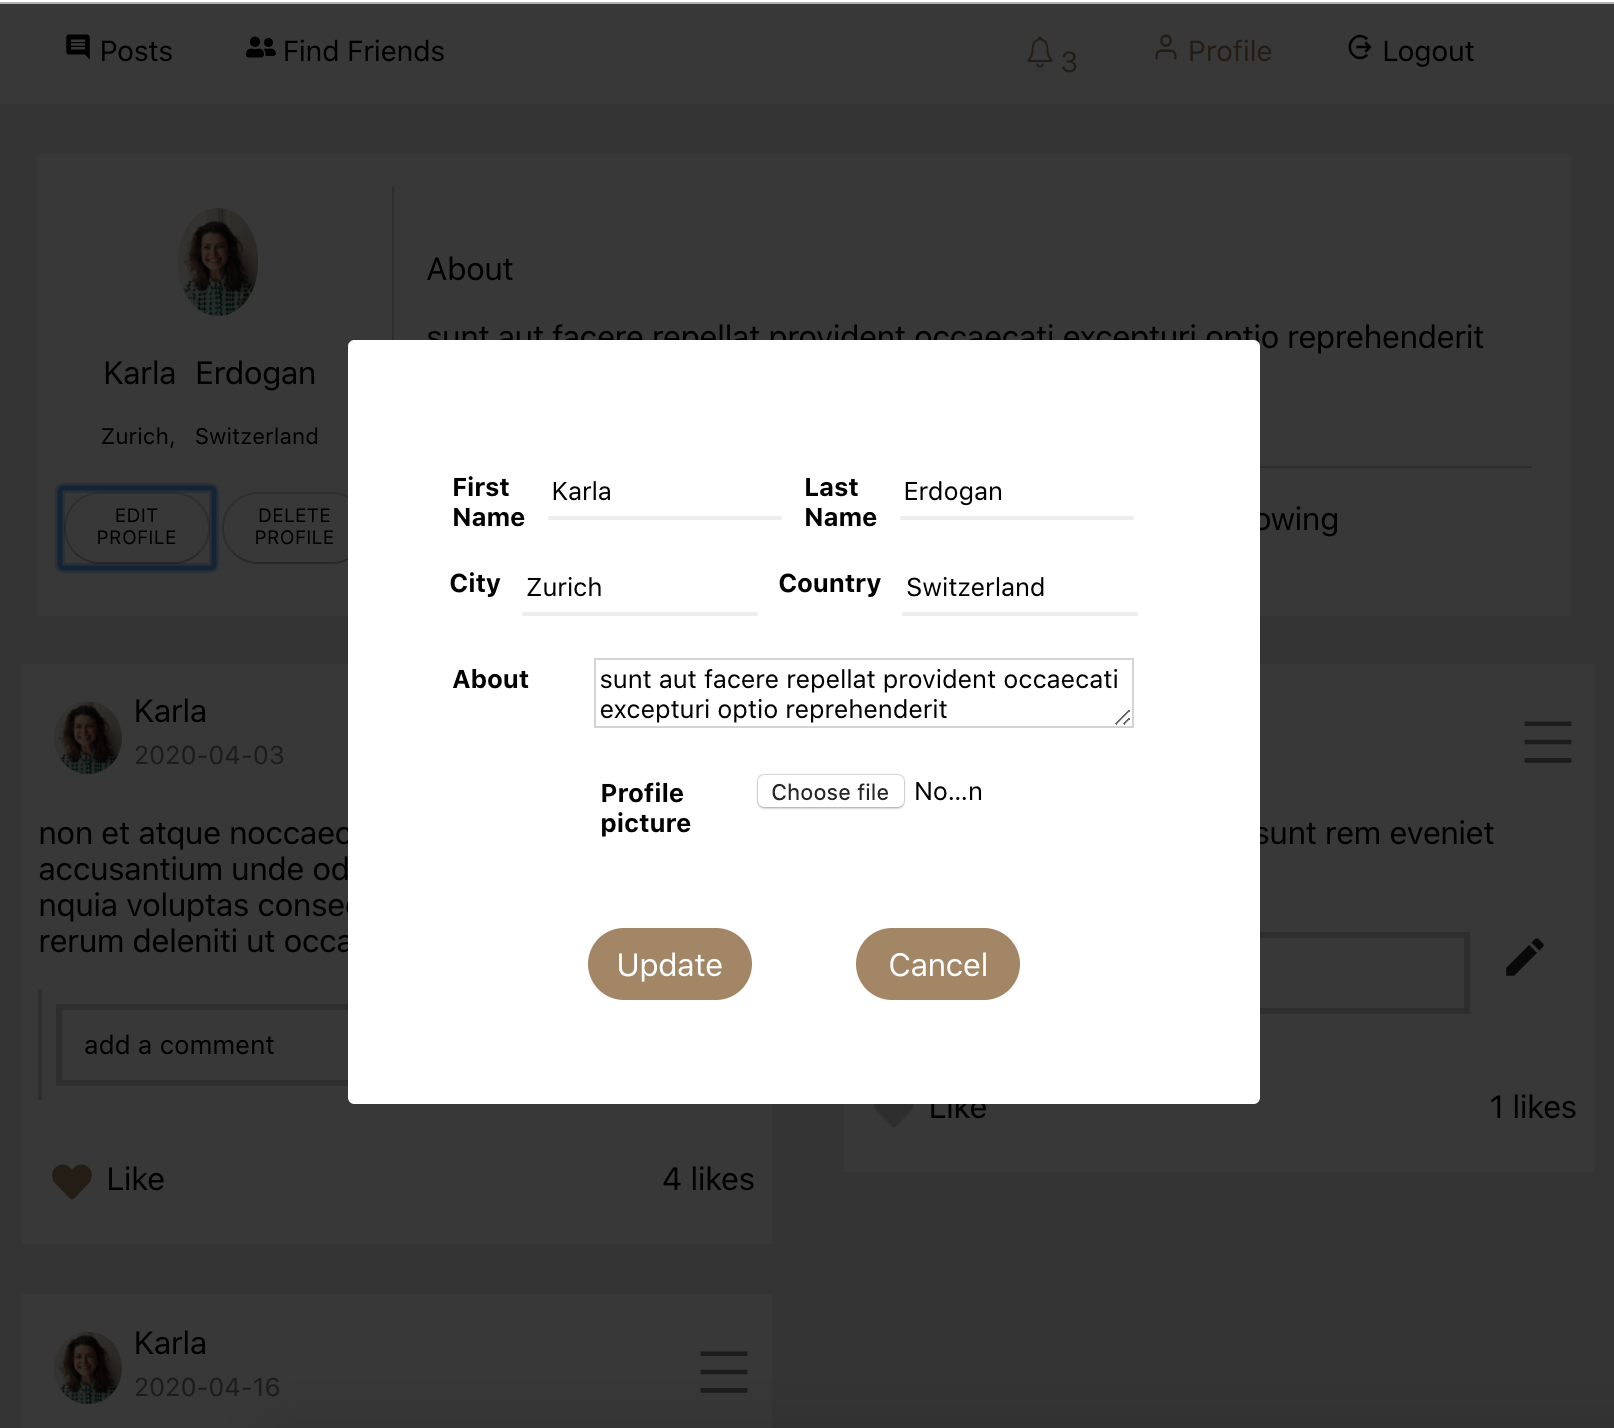 Posts
Find Friends
3
Profile
Logout
About
sunt aut facere repellat provident occaecati excepturi optio reprehenderit
Karla Erdogan
Zurich, Switzerland
EDIT
PROFILE
DELETE
PROFILE
owing
First
Name
Karla
Last
Name
Erdogan
City
Zurich
Country
Switzerland
About
sunt aut facere repellat provident occaecati
excepturi optio reprehenderit
Profile
picture
Choose file
No...n
Update
Cancel
Karla
2020-04-03
non et atque noccaec
accusantium unde od
nquia voluptas conse
rerum deleniti ut occa
add a comment
Like
4 likes
sunt rem eveniet
Like
1 likes
Karla
2020-04-16